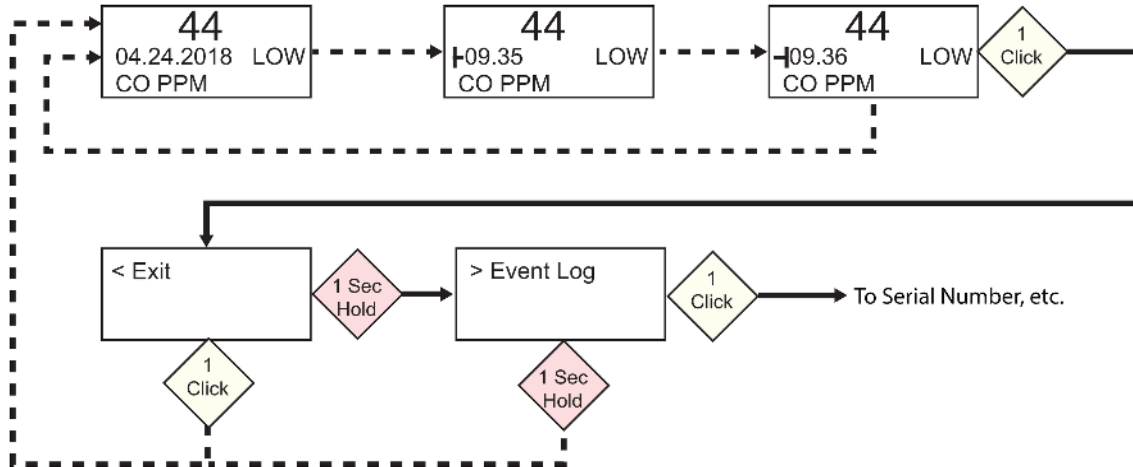 44
04.24.2018 LOW
CO PPM
44
09.35 LOW
CO PPM
44
09.36 LOW
CO PPM
1
Click
< Exit
1 Sec
Hold
> Event Log
1
Click
To Serial Number, etc.
1
Click
1 Sec
Hold